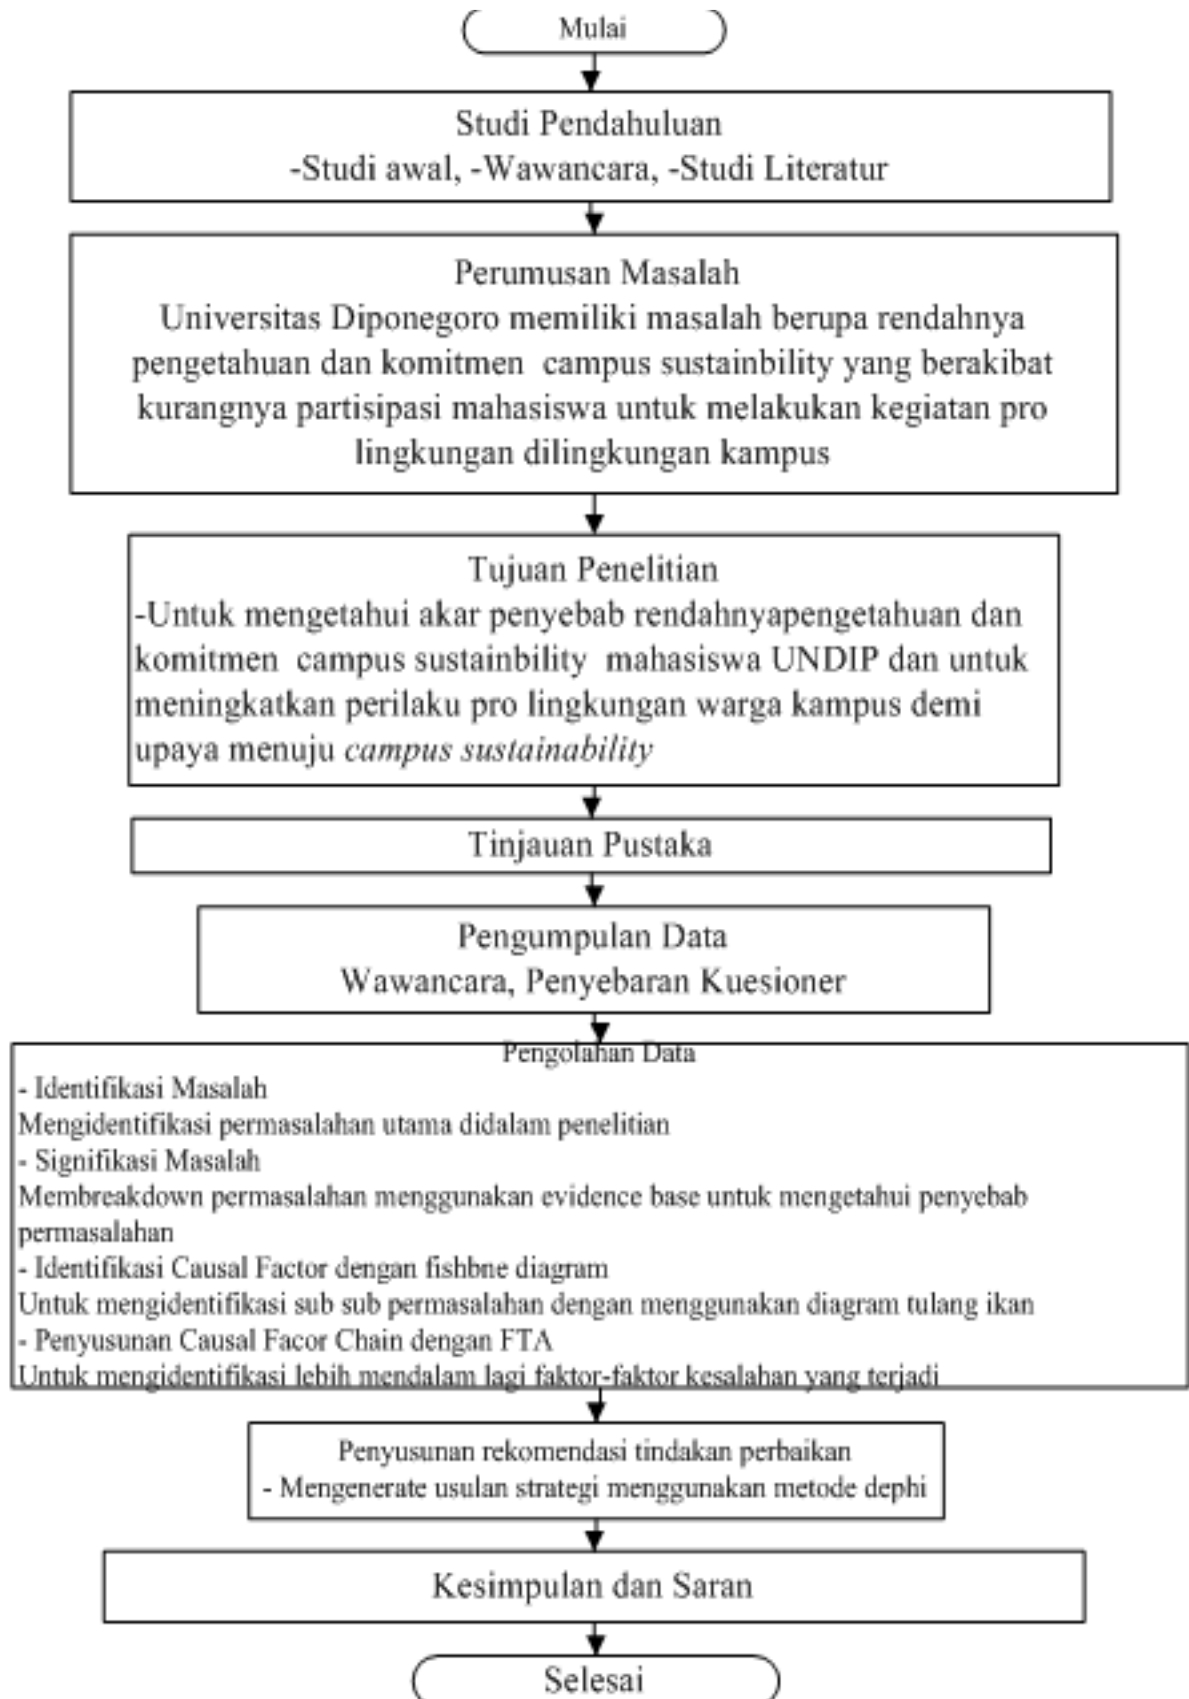 Mulai
Studi Pendahuluan
-Studi awal, -Wawancara, -Studi Literatur
Perumusan Masalah
Universitas Diponegoro memiliki masalah berupa rendahnya
pengetahuan dan komitmen campus sustainbility yang berakibat
kurangnya partisipasi mahasiswa untuk melakukan kegiatan pro
lingkungan dilingkungan kampus
Tujuan Penelitian
-Untuk mengetahui akar penyebab rendahnyapengetahuan dan
komitmen campus sustainbility mahasiswa UNDIP dan untuk
meningkatkan perilaku pro lingkungan warga kampus demi
upaya menuju campus sustainability
Tinjauan Pustaka
Pengumpulan Data
Wawancara, Penyebaran Kuesioner
Pengolahan Data
- Identifikasi Masalah
Mengidentifikasi permasalahan utama didalam penelitian
- Signifikasi Masalah
Membreakdown permasalahan menggunakan evidence base untuk mengetahui penyebab
permasalahan
- Identifikasi Causal Factor dengan fishbne diagram
Untuk mengidentifikasi sub sub permasalahan dengan menggunakan diagram tulang ikan
- Penyusunan Causal Facor Chain dengan FTA
Untuk mengidentifikasi lebih mendalam lagi faktor-faktor kesalahan yang terjadi
Penyusunan rekomendasi tindakan perbaikan
- Mengenerate usulan strategi menggunakan metode dephi
Kesimpulan dan Saran
Selesai